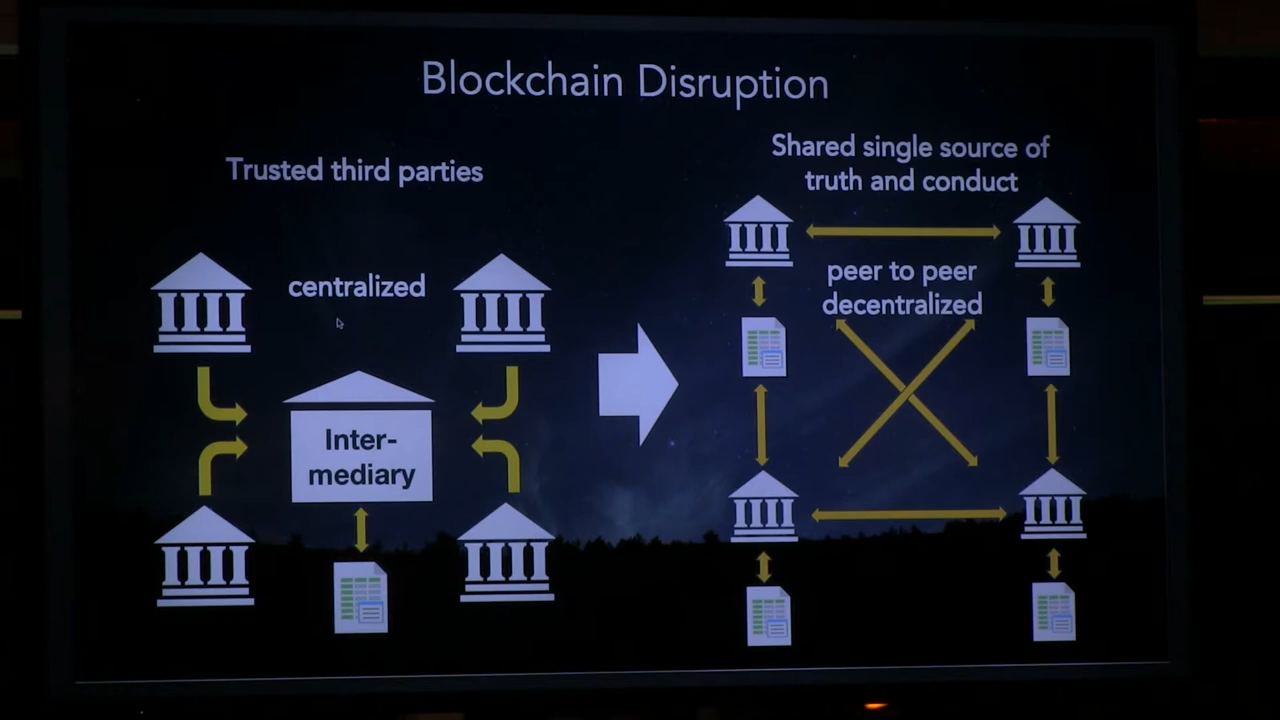 Blockchain Disruption
Trusted third parties
centralized
Inter-
mediary
Shared single source of
truth and conduct
peer to peer
decentralized